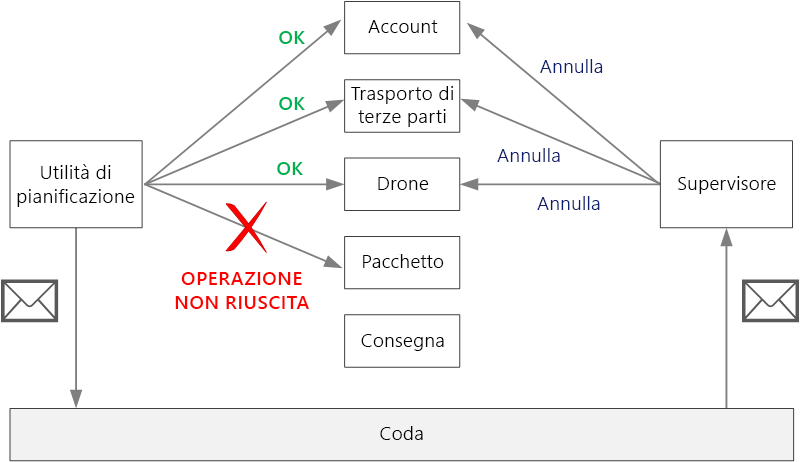 Account
OK
Annulla
Trasporto di
terze parti
OK
Annulla
Utilità di
pianificazione
OK
Drone
Annulla
Supervisore
Pacchetto
OPERAZIONE
NON RIUSCITA
Consegna
Coda